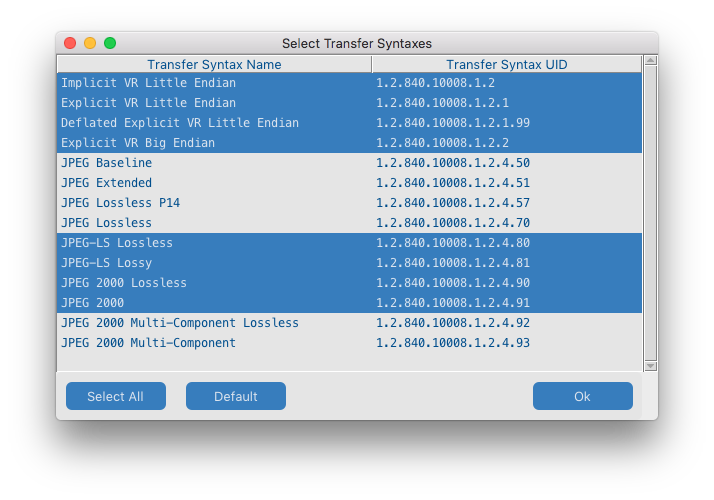 Select Transfer Syntaxes
Transfer Syntax Name Transfer Syntax UID
Implicit VR Little Endian 1.2.840.10008.1.2
Explicit VR Little Endian 1.2.840.10008.1.2.1
Deflated Explicit VR Little Endian 1.2.840.10008.1.2.1.99
Explicit VR Big Endian 1.2.840.10008.1.2.2
JPEG Baseline 1.2.840.10008.1.2.4.50
JPEG Extended 1.2.840.10008.1.2.4.51
JPEG Lossless P14 1.2.840.10008.1.2.4.57
JPEG Lossless 1.2.840.10008.1.2.4.70
JPEG-LS Lossless 1.2.840.10008.1.2.4.80
JPEG-LS Lossy 1.2.840.10008.1.2.4.81
JPEG 2000 Lossless 1.2.840.10008.1.2.4.90
JPEG 2000 1.2.840.10008.1.2.4.91
JPEG 2000 Multi-Component Lossless 1.2.840.10008.1.2.4.92
JPEG 2000 Multi-Component 1.2.840.10008.1.2.4.93
Select All Default Ok